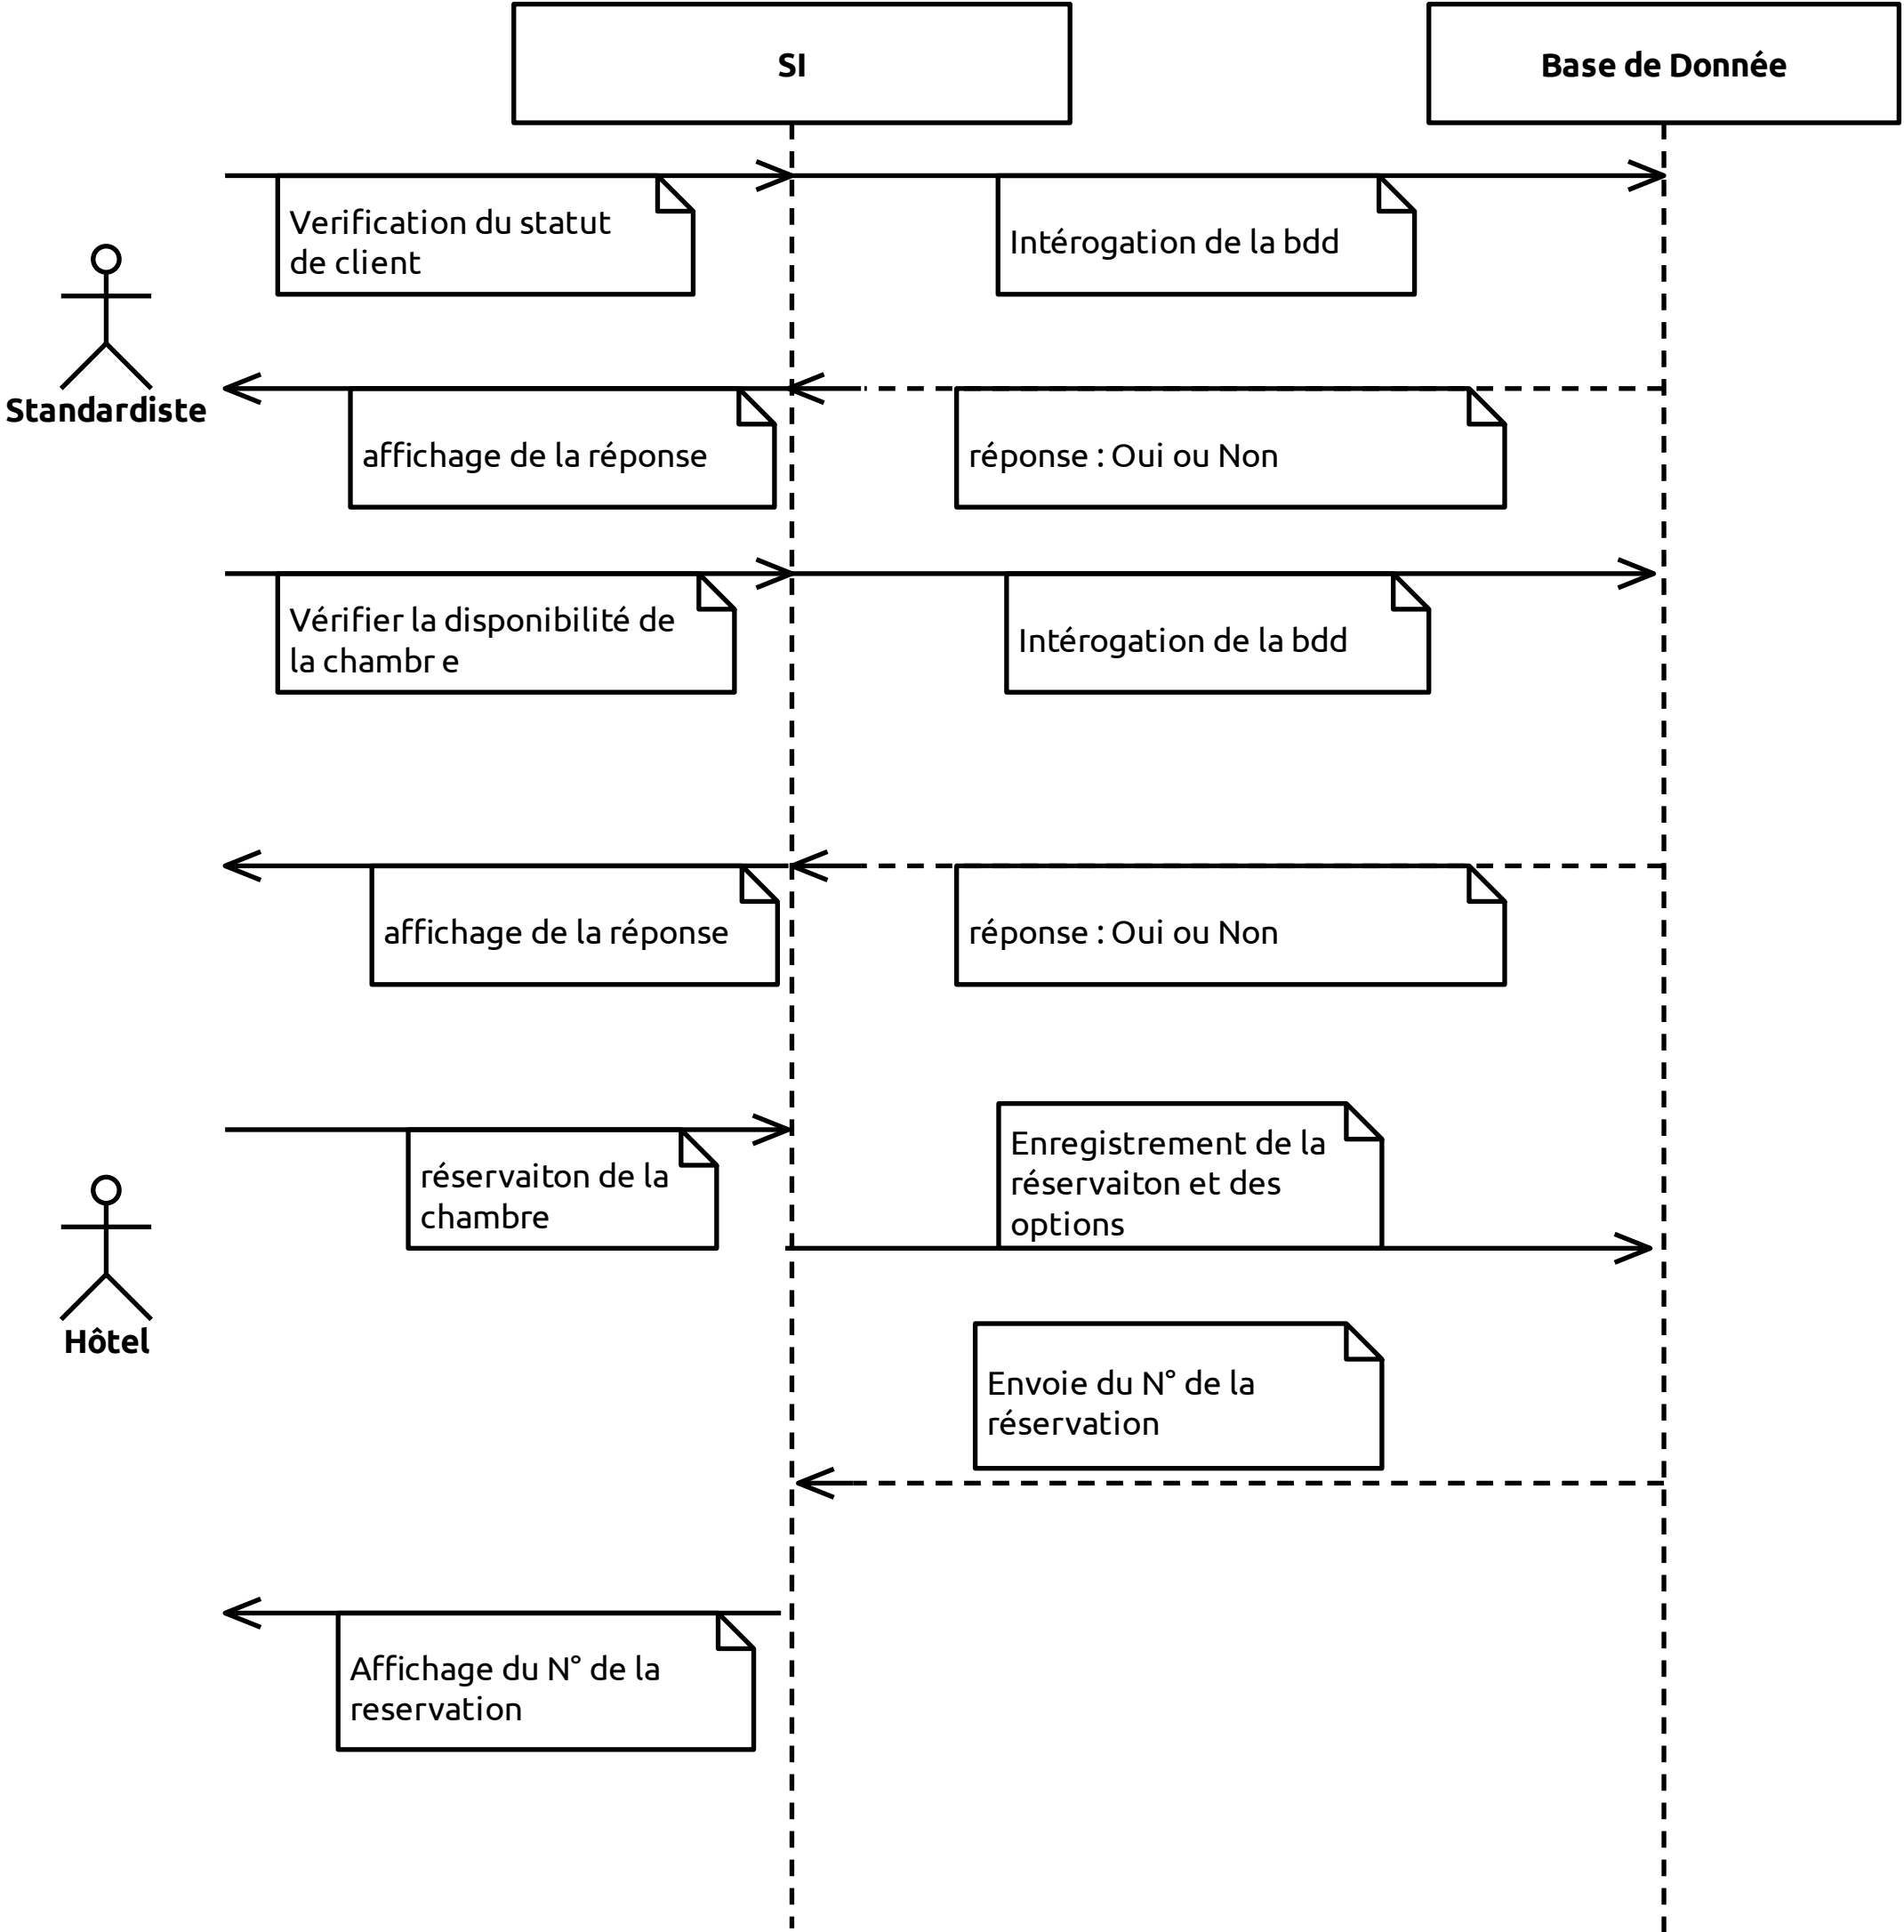 SI
Base de Donnée
Verification du statut
de client
Intérogation de la bdd
Standardiste
affichage de la réponse
réponse : Oui ou Non
Vérifier la disponibilité de
la chambr e
Intérogation de la bdd
affichage de la réponse
réponse : Oui ou Non
réservaiton de la
chambre
Enregistrement de la
réservaiton et des
options
Hôtel
Envoie du N° de la
réservation
Affichage du N° de la
reservation